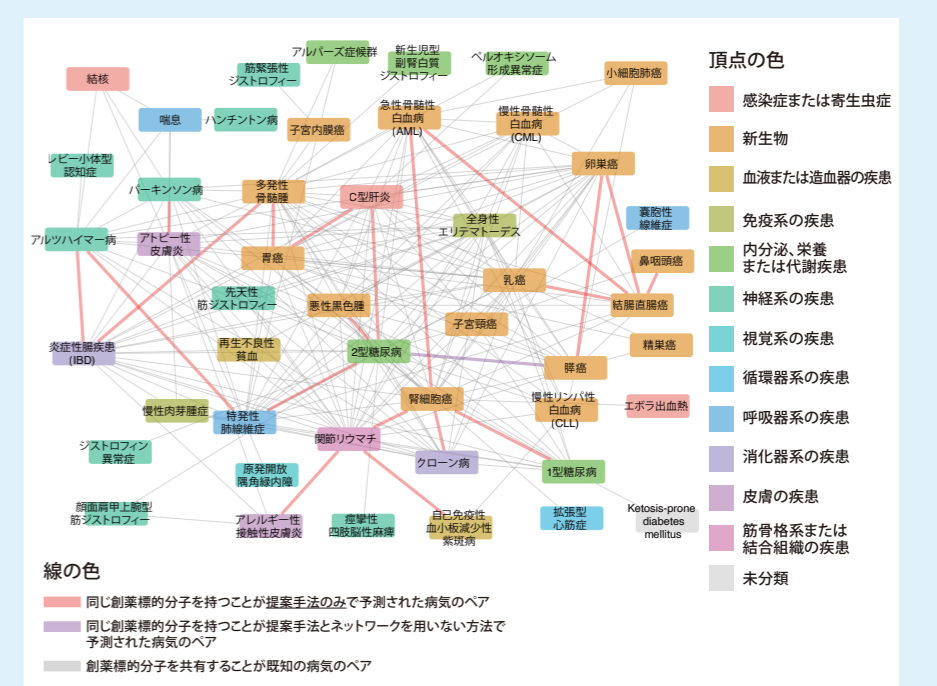 アルパーズ症候群
新生児型
副腎白質
ジストロフィー
ペルオキシソーム
形成異常症
筋緊張性
ジストロフィー
結核
小細胞肺癌
喘息
ハンチントン病
子宮内膜癌
急性骨髄性
白血病
(AML)
慢性骨髄性
白血病
(CML)
レビー小体型
認知症
卵巣癌
パーキンソン病
多発性
骨髄腫
C型肝炎
全身性
エリテマトーデス
嚢胞性
線維症
アルツハイマー病
アトピー性
皮膚炎
胃癌
鼻咽頭癌
乳癌
先天性
筋ジストロフィー
悪性黒色腫
結腸直腸癌
子宮頸癌
炎症性腸疾患
(IBD)
再生不良性
貧血
2型糖尿病
精巣癌
膵癌
慢性肉芽腫症
特発性
肺線維症
腎細胞癌
慢性リンパ性
白血病
(CLL)
エボラ出血熱
ジストロフィン
異常症
関節リウマチ
原発開放
隅角緑内障
クローン病
1型糖尿病
顔面肩甲上腕型
筋ジストロフィー
アレルギー性
接触性皮膚炎
痙攣性
四肢脳性麻痺
自己免疫性
血小板減少性
紫斑病
拡張型
心筋症
Ketosis-prone
diabetes
mellitus
頂点の色
感染症または寄生虫症
新生物
血液または造血器の疾患
免疫系の疾患
内分泌、栄養
または代謝疾患
神経系の疾患
視覚系の疾患
循環器系の疾患
呼吸器系の疾患
消化器系の疾患
皮膚の疾患
筋骨格系または
結合組織の疾患
未分類
線の色
同じ創薬標的分子を持つことが提案手法のみで予測された病気のペア
同じ創薬標的分子を持つことが提案手法とネットワークを用いない方法で
予測された病気のペア
創薬標的分子を共有することが既知の病気のペア